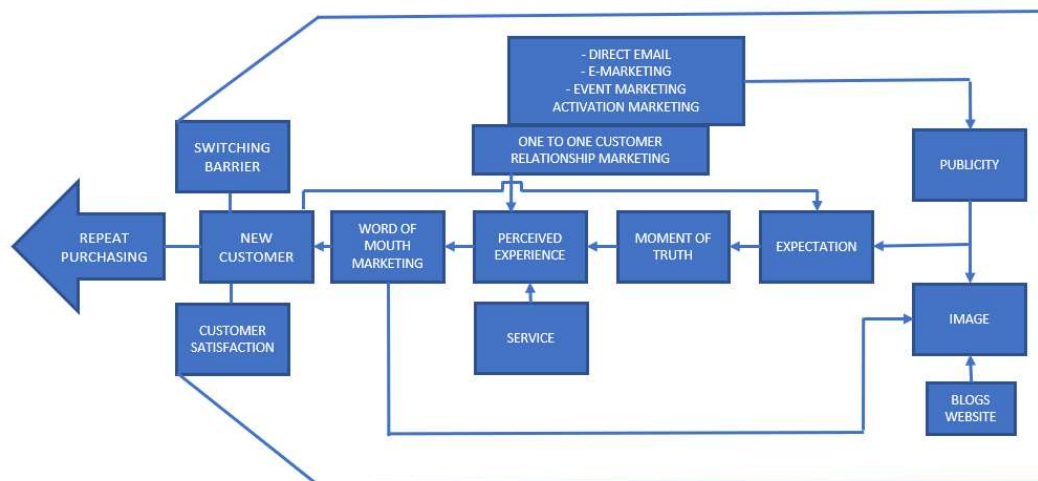 - DIRECT EMAIL
- E-MARKETING
- EVENT MARKETING
ACTIVATION MARKETING
ONE TO ONE CUSTOMER
RELATIONSHIP MARKETING
PUBLICITY
SWITCHING
BARRIER
REPEAT
PURCHASING
NEW
CUSTOMER
WORD OF
MOUTH
MARKETING
PERCEIVED
EXPERIENCE
MOMENT OF
TRUTH
EXPECTATION
CUSTOMER
SATISFACTION
SERVICE
IMAGE
BLOGS
WEBSITE